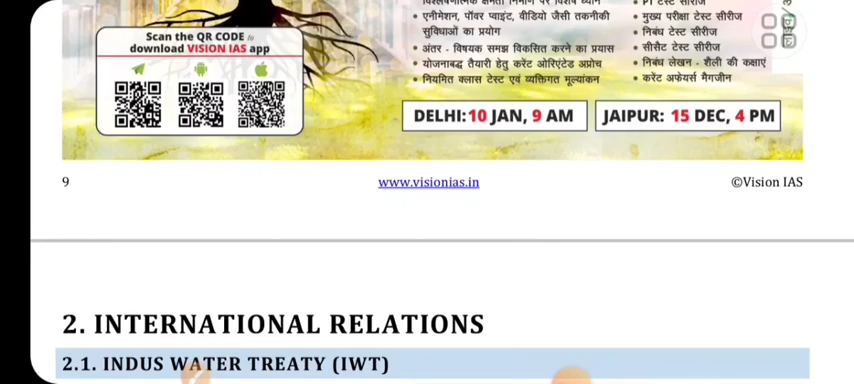 Scan the QR CODE to
download VISION IAS app
• एनीमेशन, पॉवर प्वाइंट, वीडियो जैसी तकनीकी
सुविधाओं का प्रयोग
• अंतर - विषयक समझ विकसित करने का प्रयास
• योजनाबद्ध तैयारी हेतु करेंट ओरिएंटेड अप्रोच
• नियमित क्लास टेस्ट एवं व्यक्तिगत मूल्यांकन
• मुख्य परीक्षा टेस्ट सीरीज
• निबंध टेस्ट सीरीज
• सीसैट टेस्ट सीरीज
• निबंध लेखन - शैली की कक्षाएं
• करेंट अफेयर्स मैगजीन
DELHI: 10 JAN, 9 AM
JAIPUR: 15 DEC, 4 PM
9
www.visionias.in
©Vision IAS
2. INTERNATIONAL RELATIONS
2.1. INDUS WATER TREATY (IWT)